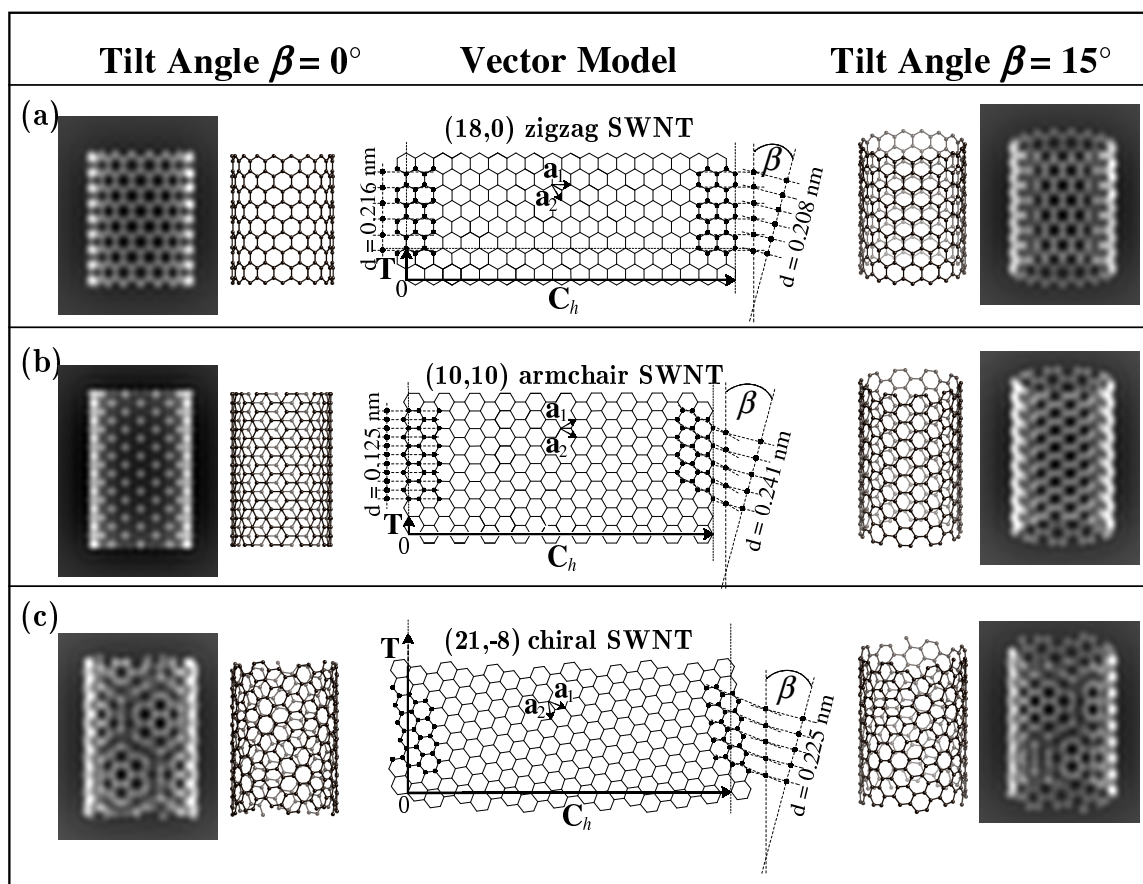 Tilt Angle β = 0°
Vector Model
Tilt Angle β = 15°
(a)
(18,0) zigzag SWNT
d = 0.216 nm
a₁
a₂
T
0
Cₕ
β
d = 0.208 nm
(b)
(10,10) armchair SWNT
d = 0.125 nm
a₁
a₂
T
0
Cₕ
β
d = 0.241 nm
(c)
(21,-8) chiral SWNT
T
a₁
a₂
0
Cₕ
β
d = 0.225 nm